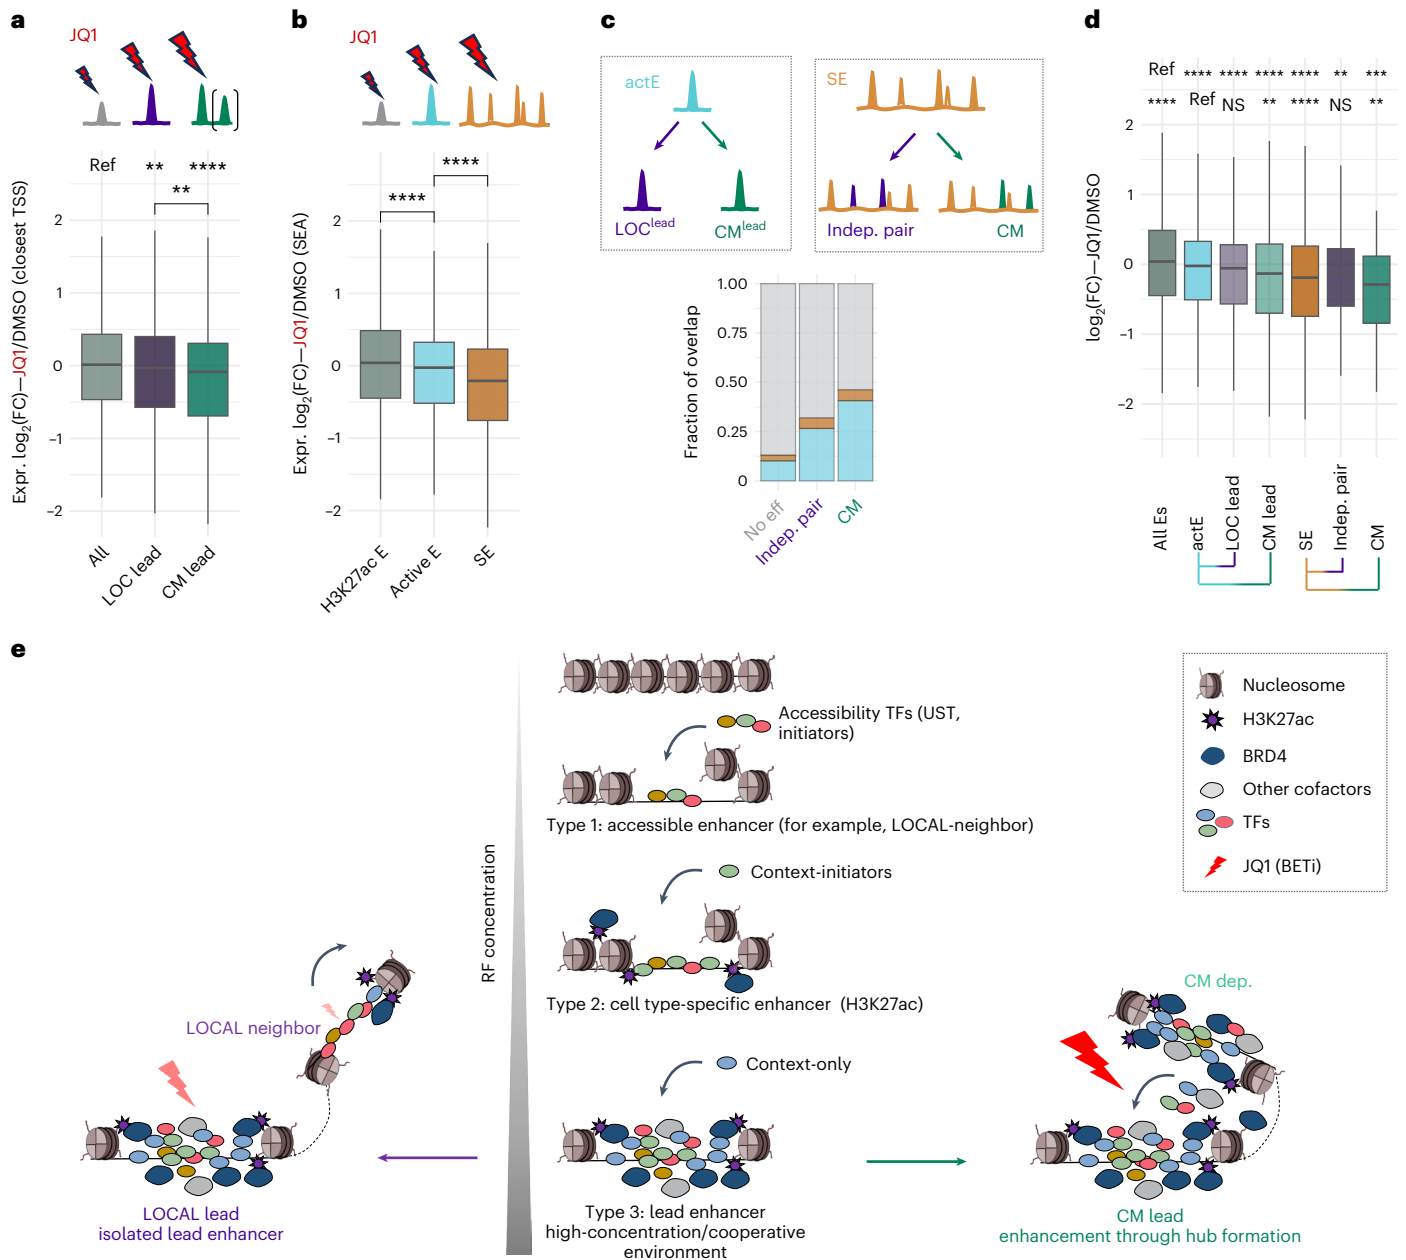 a
JQ1
Ref
**
****
**
Expr. log2(FC)—JQ1/DMSO (closest TSS)
2
1
0
−1
−2
All
LOC lead
CM lead
b
JQ1
****
****
Expr. log2(FC)—JQ1/DMSO (SEA)
2
1
0
−1
−2
H3K27ac E
Active E
SE
c
actE
LOClead
CMlead
SE
Indep. pair
CM
Fraction of overlap
1.00
0.75
0.50
0.25
0
No eff
Indep. pair
CM
d
Ref **** **** **** **** ** ***
**** Ref NS ** **** NS **
log2(FC)—JQ1/DMSO
2
1
0
−1
−2
All Es
actE
LOC lead
CM lead
SE
Indep. pair
CM
e
RF concentration
Accessibility TFs (UST,
initiators)
Type 1: accessible enhancer (for example, LOCAL-neighbor)
Context-initiators
Type 2: cell type-specific enhancer (H3K27ac)
Context-only
Type 3: lead enhancer
high-concentration/cooperative
environment
LOCAL neighbor
LOCAL lead
isolated lead enhancer
CM dep.
CM lead
enhancement through hub formation
Nucleosome
H3K27ac
BRD4
Other cofactors
TFs
JQ1 (BETi)